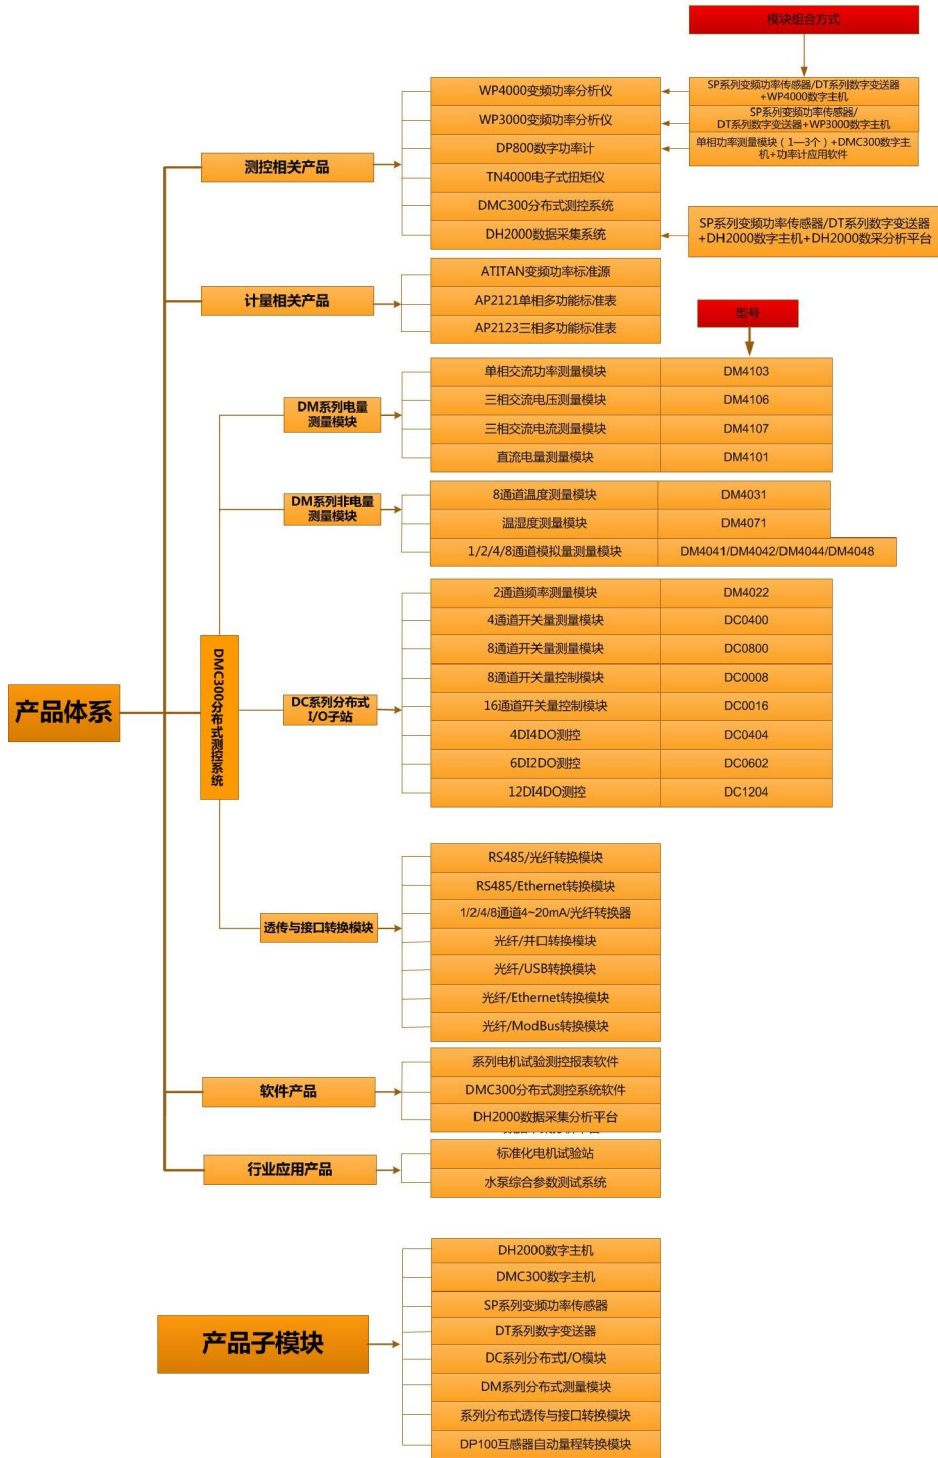 模块组合方式
WP4000变频功率分析仪
SP系列变频功率传感器/DT系列数字变送器
+WP4000数字主机
WP3000变频功率分析仪
SP系列变频功率传感器/
DT系列数字变送器+WP3000数字主机
DP800数字功率计
单相功率测量模块（1—3个）+DMC300数字主
机+功率计应用软件
测控相关产品
TN4000电子式扭矩仪
DMC300分布式测控系统
DH2000数据采集系统
SP系列变频功率传感器/DT系列数字变送器
+DH2000数字主机+DH2000数采分析平台
计量相关产品
ATITAN变频功率标准源
AP2121单相多功能标准表
AP2123三相多功能标准表
型号
DM系列电量
测量模块
单相交流功率测量模块 DM4103
三相交流电压测量模块 DM4106
三相交流电流测量模块 DM4107
直流电量测量模块 DM4101
DM系列非电量
测量模块
8通道温度测量模块 DM4031
温湿度测量模块 DM4071
1/2/4/8通道模拟量测量模块 DM4041/DM4042/DM4044/DM4048
产品体系
DMC300分布式测控系统
DC系列分布式
I/O子站
2通道频率测量模块 DM4022
4通道开关量测量模块 DC0400
8通道开关量测量模块 DC0800
8通道开关量控制模块 DC0008
16通道开关量控制模块 DC0016
4DI4DO测控 DC0404
6DI2DO测控 DC0602
12DI4DO测控 DC1204
透传与接口转换模块
RS485/光纤转换模块
RS485/Ethernet转换模块
1/2/4/8通道4~20mA/光纤转换器
光纤/并口转换模块
光纤/USB转换模块
光纤/Ethernet转换模块
光纤/ModBus转换模块
软件产品
系列电机试验测控报表软件
DMC300分布式测控系统软件
DH2000数据采集分析平台
行业应用产品
标准化电机试验站
水泵综合参数测试系统
产品子模块
DH2000数字主机
DMC300数字主机
SP系列变频功率传感器
DT系列数字变送器
DC系列分布式I/O模块
DM系列分布式测量模块
系列分布式透传与接口转换模块
DP100互感器自动量程转换模块